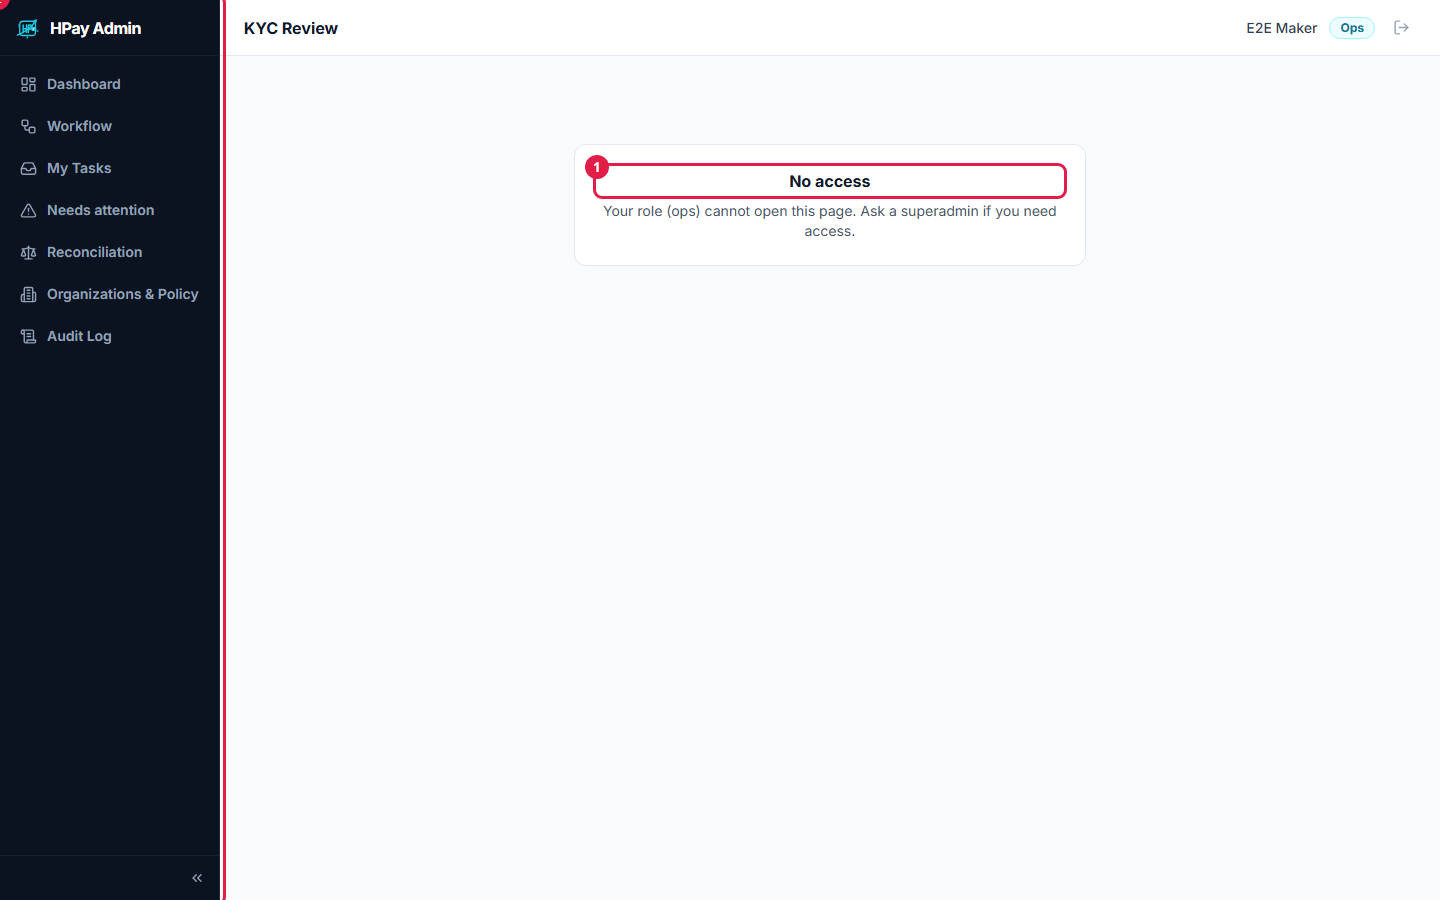 HPay Admin
KYC Review
E2E Maker
Ops
Dashboard
Workflow
My Tasks
Needs attention
Reconciliation
Organizations & Policy
Audit Log
1
No access
Your role (ops) cannot open this page. Ask a superadmin if you need
access.